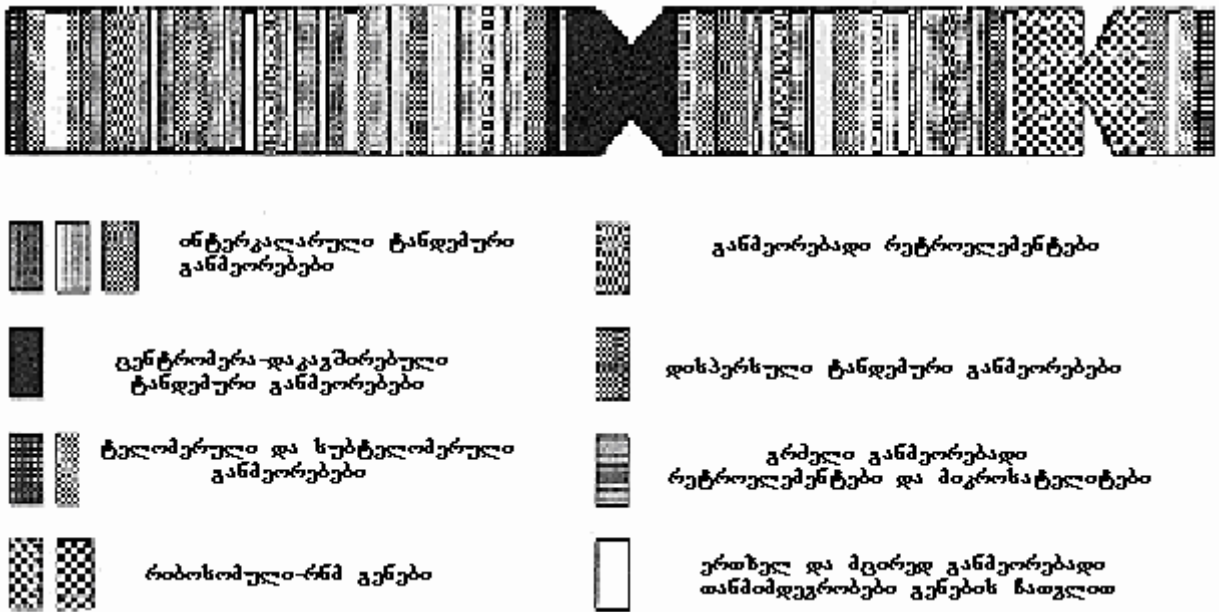 ინტერკალარული ტანდემური
განმეორებები
ცენტრომერა-დაკავშირებული
ტანდემური განმეორებები
ტელომერული და სუბტელომერული
განმეორებები
რიბოსომული-რნმ გენები
განმეორებადი რეტროელემენტები
დისპერსული ტანდემური განმეორებები
გრძელი განმეორებადი
რეტროელემენტები და მიკროსატელიტები
ერთხელ და მცირედ განმეორებადი
თანმიმდევრობები გენების ჩათვლით